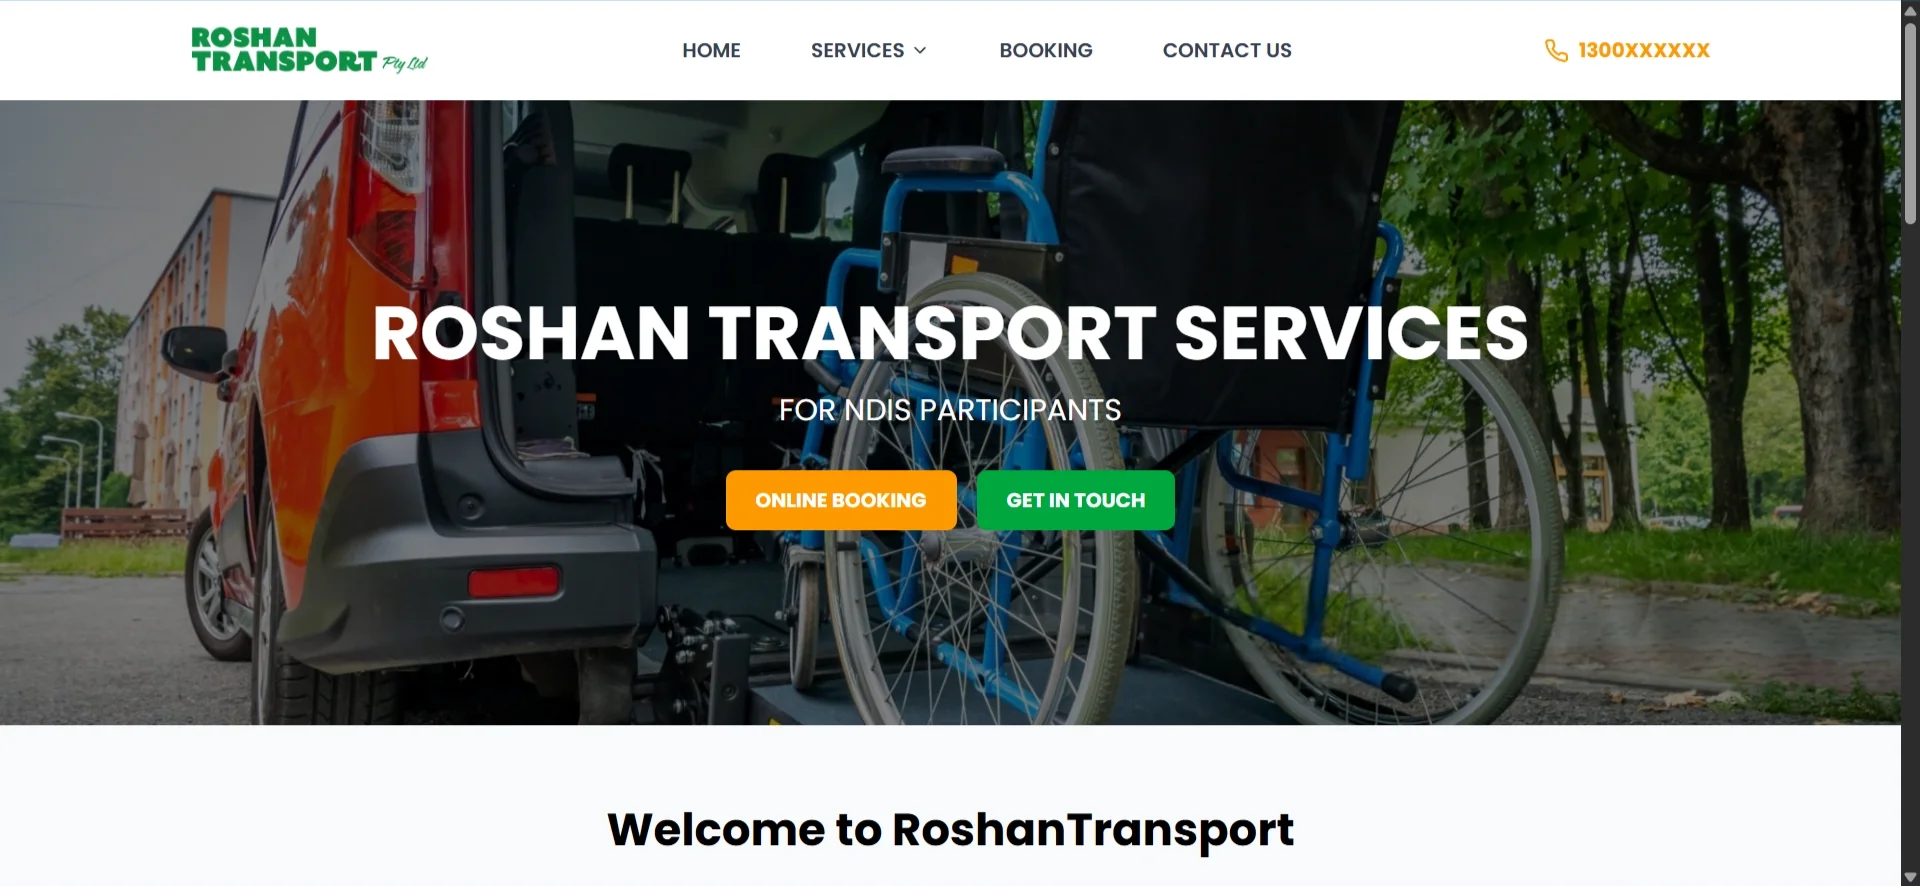 ROSHAN
TRANSPORT Pty Ltd
HOME
SERVICES
BOOKING
CONTACT US
1300XXXXXX
ROSHAN TRANSPORT SERVICES
FOR NDIS PARTICIPANTS
ONLINE BOOKING
GET IN TOUCH
Welcome to RoshanTransport